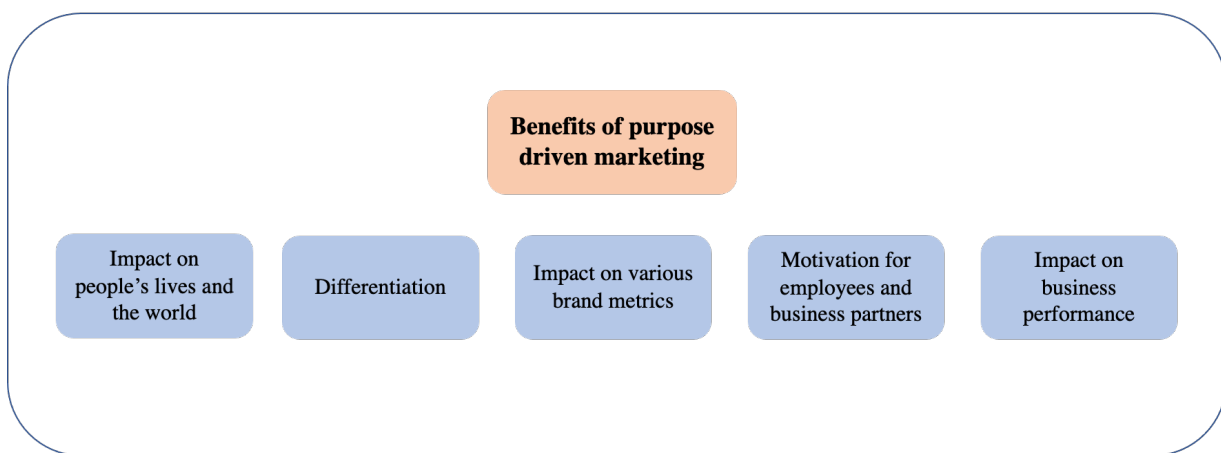 Benefits of purpose
driven marketing
Impact on
people’s lives and
the world
Differentiation
Impact on various
brand metrics
Motivation for
employees and
business partners
Impact on
business
performance